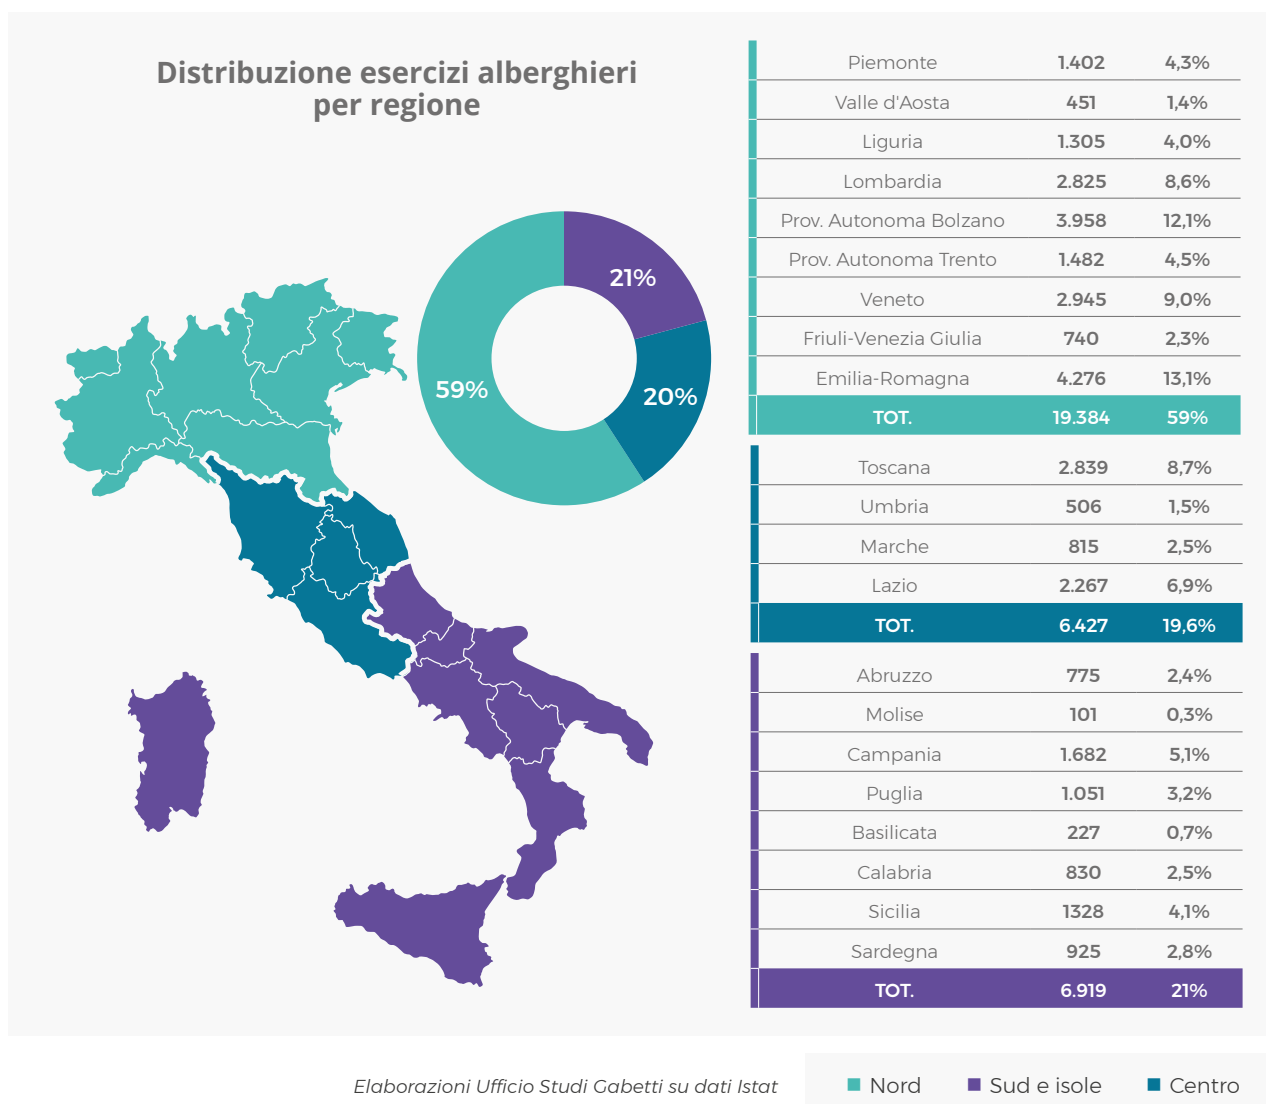 Distribuzione esercizi alberghieri
per regione
21%
59%
20%
Piemonte 1.402 4,3%
Valle d'Aosta 451 1,4%
Liguria 1.305 4,0%
Lombardia 2.825 8,6%
Prov. Autonoma Bolzano 3.958 12,1%
Prov. Autonoma Trento 1.482 4,5%
Veneto 2.945 9,0%
Friuli-Venezia Giulia 740 2,3%
Emilia-Romagna 4.276 13,1%
TOT. 19.384 59%
Toscana 2.839 8,7%
Umbria 506 1,5%
Marche 815 2,5%
Lazio 2.267 6,9%
TOT. 6.427 19,6%
Abruzzo 775 2,4%
Molise 101 0,3%
Campania 1.682 5,1%
Puglia 1.051 3,2%
Basilicata 227 0,7%
Calabria 830 2,5%
Sicilia 1328 4,1%
Sardegna 925 2,8%
TOT. 6.919 21%
Elaborazioni Ufficio Studi Gabetti su dati Istat
Nord Sud e isole Centro